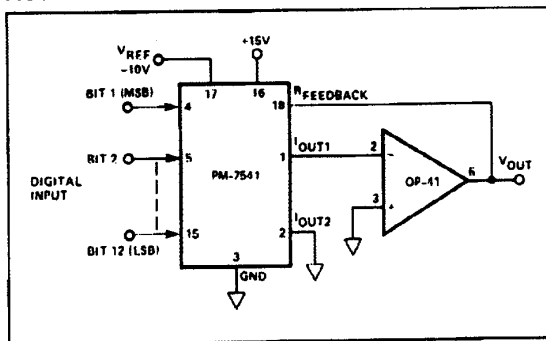 VREF
-10V
+15V
BIT 1 (MSB)
17
16
RFEEDBACK
4
18
BIT 2
5
IOUT1
PM-7541
1
2
-
6
VOUT
DIGITAL
INPUT
OP-41
3
+
IOUT2
BIT 12 (LSB)
15
2
3
GND